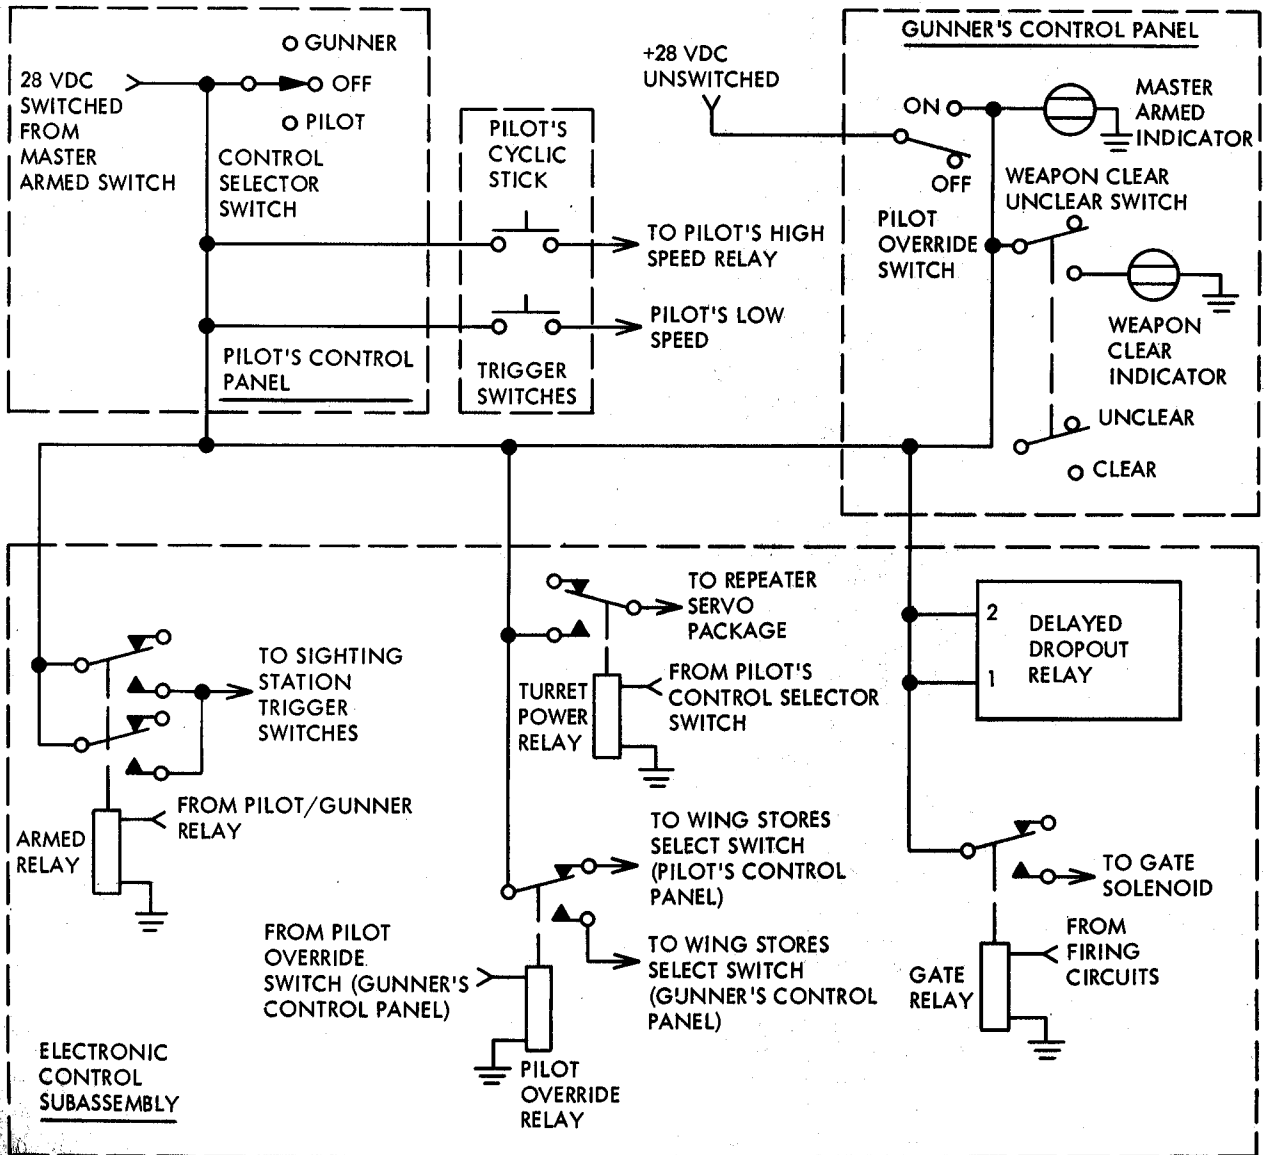 28 VDC
SWITCHED
FROM
MASTER
ARMED SWITCH
GUNNER
OFF
PILOT
CONTROL
SELECTOR
SWITCH
PILOT'S CONTROL
PANEL
PILOT'S
CYCLIC
STICK
TRIGGER
SWITCHES
TO PILOT'S HIGH
SPEED RELAY
PILOT'S LOW
SPEED
+28 VDC
UNSWITCHED
GUNNER'S CONTROL PANEL
ON
OFF
MASTER
ARMED
INDICATOR
PILOT
OVERRIDE
SWITCH
WEAPON CLEAR
UNCLEAR SWITCH
WEAPON
CLEAR
INDICATOR
UNCLEAR
CLEAR
TO SIGHTING
STATION
TRIGGER
SWITCHES
FROM PILOT/GUNNER
RELAY
ARMED
RELAY
TO REPEATER
SERVO
PACKAGE
FROM PILOT'S
CONTROL SELECTOR
SWITCH
TURRET
POWER
RELAY
2
1
DELAYED
DROPOUT
RELAY
TO WING STORES
SELECT SWITCH
(PILOT'S CONTROL
PANEL)
TO WING STORES
SELECT SWITCH
(GUNNER'S CONTROL
PANEL)
FROM PILOT
OVERRIDE
SWITCH (GUNNER'S
CONTROL PANEL)
PILOT
OVERRIDE
RELAY
TO GATE
SOLENOID
FROM
FIRING
CIRCUITS
GATE
RELAY
ELECTRONIC
CONTROL
SUBASSEMBLY